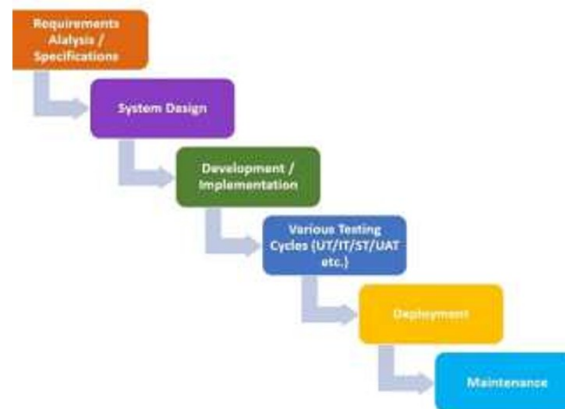 Requirements
Alalysis /
Specifications
System Design
Development /
Implementation
Various Testing
Cycles (UT/IT/ST/UAT
etc.)
Deployment
Maintenance